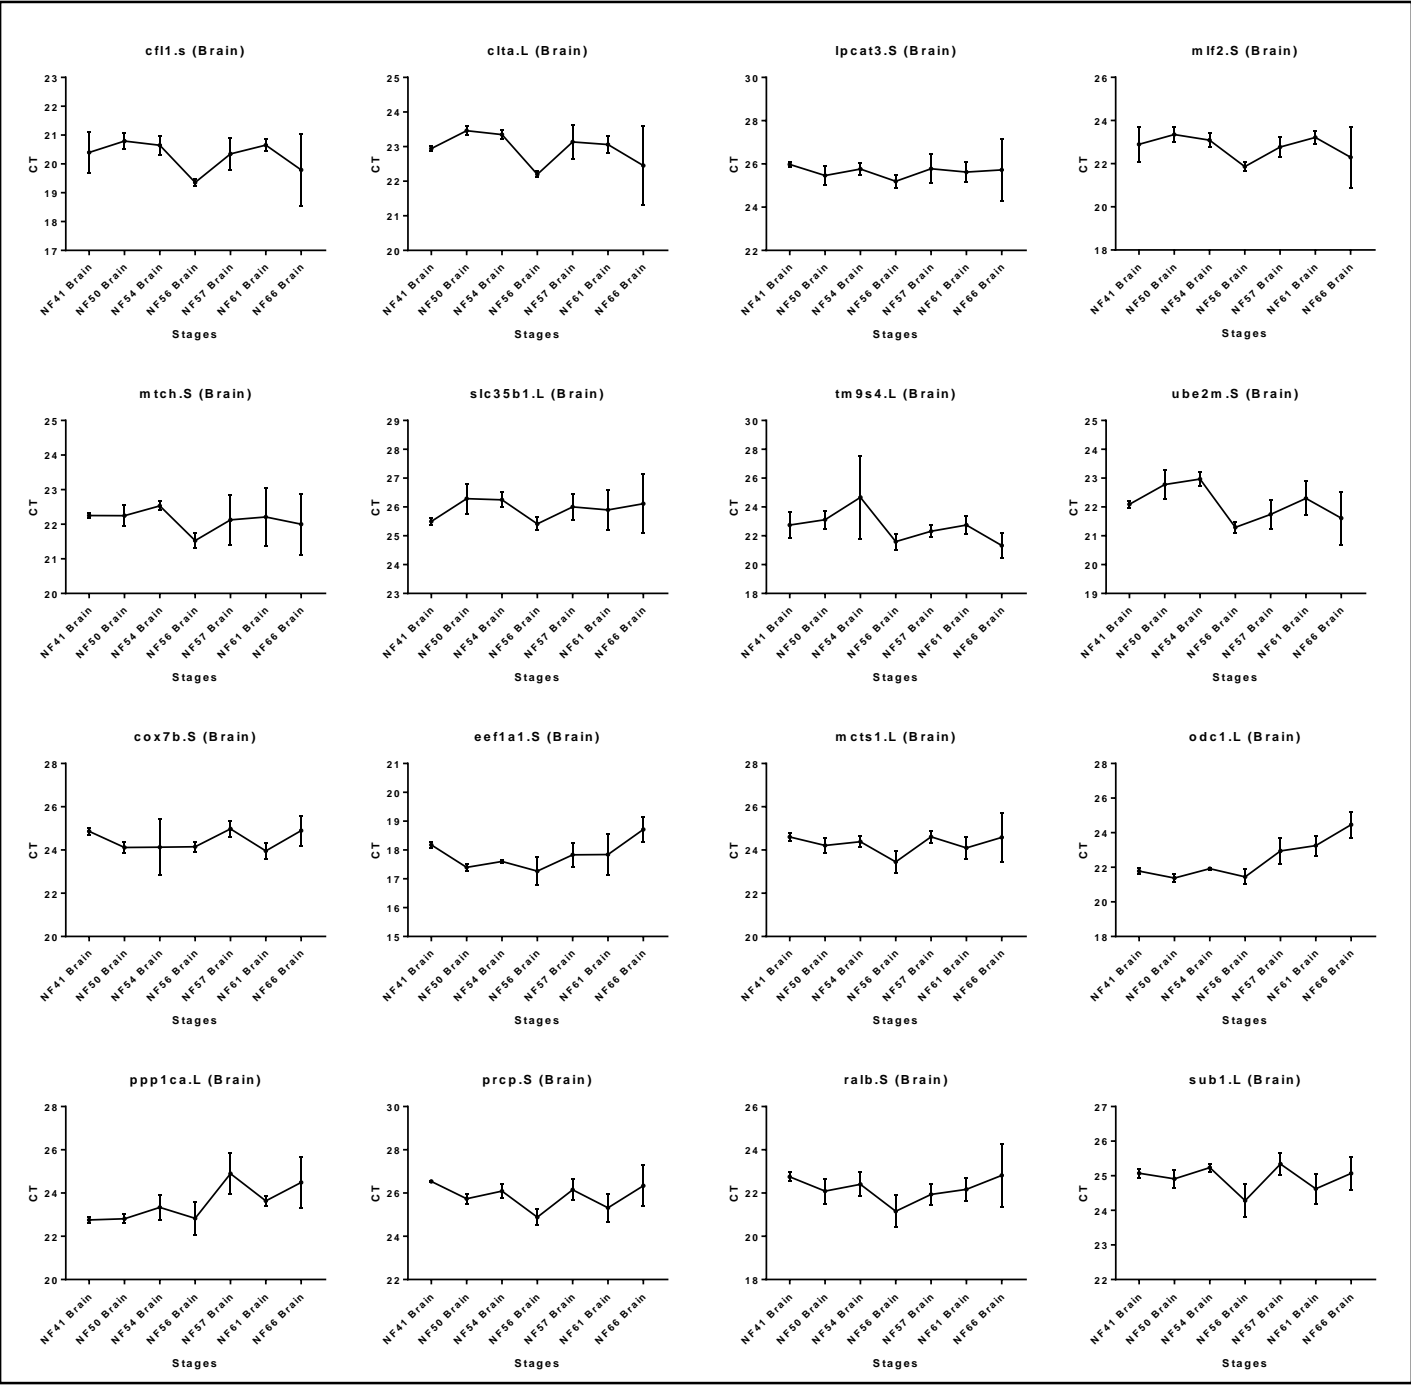 cfl1.s (Brain)
CT
23
22
21
20
19
18
17
NF41 Brain
NF50 Brain
NF54 Brain
NF56 Brain
NF57 Brain
NF61 Brain
NF66 Brain
Stages
clta.L (Brain)
CT
25
24
23
22
21
20
NF41 Brain
NF50 Brain
NF54 Brain
NF56 Brain
NF57 Brain
NF61 Brain
NF66 Brain
Stages
lpcat3.S (Brain)
CT
30
28
26
24
22
NF41 Brain
NF50 Brain
NF54 Brain
NF56 Brain
NF57 Brain
NF61 Brain
NF66 Brain
Stages
mlf2.S (Brain)
CT
26
24
22
20
18
NF41 Brain
NF50 Brain
NF54 Brain
NF56 Brain
NF57 Brain
NF61 Brain
NF66 Brain
Stages
mtch.S (Brain)
CT
25
24
23
22
21
20
NF41 Brain
NF50 Brain
NF54 Brain
NF56 Brain
NF57 Brain
NF61 Brain
NF66 Brain
Stages
slc35b1.L (Brain)
CT
29
28
27
26
25
24
23
NF41 Brain
NF50 Brain
NF54 Brain
NF56 Brain
NF57 Brain
NF61 Brain
NF66 Brain
Stages
tm9s4.L (Brain)
CT
30
28
26
24
22
20
18
NF41 Brain
NF50 Brain
NF54 Brain
NF56 Brain
NF57 Brain
NF61 Brain
NF66 Brain
Stages
ube2m.S (Brain)
CT
25
24
23
22
21
20
19
NF41 Brain
NF50 Brain
NF54 Brain
NF56 Brain
NF57 Brain
NF61 Brain
NF66 Brain
Stages
cox7b.S (Brain)
CT
28
26
24
22
20
NF41 Brain
NF50 Brain
NF54 Brain
NF56 Brain
NF57 Brain
NF61 Brain
NF66 Brain
Stages
eef1a1.S (Brain)
CT
21
20
19
18
17
16
15
NF41 Brain
NF50 Brain
NF54 Brain
NF56 Brain
NF57 Brain
NF61 Brain
NF66 Brain
Stages
mcts1.L (Brain)
CT
28
26
24
22
20
NF41 Brain
NF50 Brain
NF54 Brain
NF56 Brain
NF57 Brain
NF61 Brain
NF66 Brain
Stages
odc1.L (Brain)
CT
28
26
24
22
20
18
NF41 Brain
NF50 Brain
NF54 Brain
NF56 Brain
NF57 Brain
NF61 Brain
NF66 Brain
Stages
ppp1ca.L (Brain)
CT
28
26
24
22
20
NF41 Brain
NF50 Brain
NF54 Brain
NF56 Brain
NF57 Brain
NF61 Brain
NF66 Brain
Stages
prcp.S (Brain)
CT
30
28
26
24
22
NF41 Brain
NF50 Brain
NF54 Brain
NF56 Brain
NF57 Brain
NF61 Brain
NF66 Brain
Stages
ralb.S (Brain)
CT
26
24
22
20
18
NF41 Brain
NF50 Brain
NF54 Brain
NF56 Brain
NF57 Brain
NF61 Brain
NF66 Brain
Stages
sub1.L (Brain)
CT
27
26
25
24
23
22
NF41 Brain
NF50 Brain
NF54 Brain
NF56 Brain
NF57 Brain
NF61 Brain
NF66 Brain
Stages